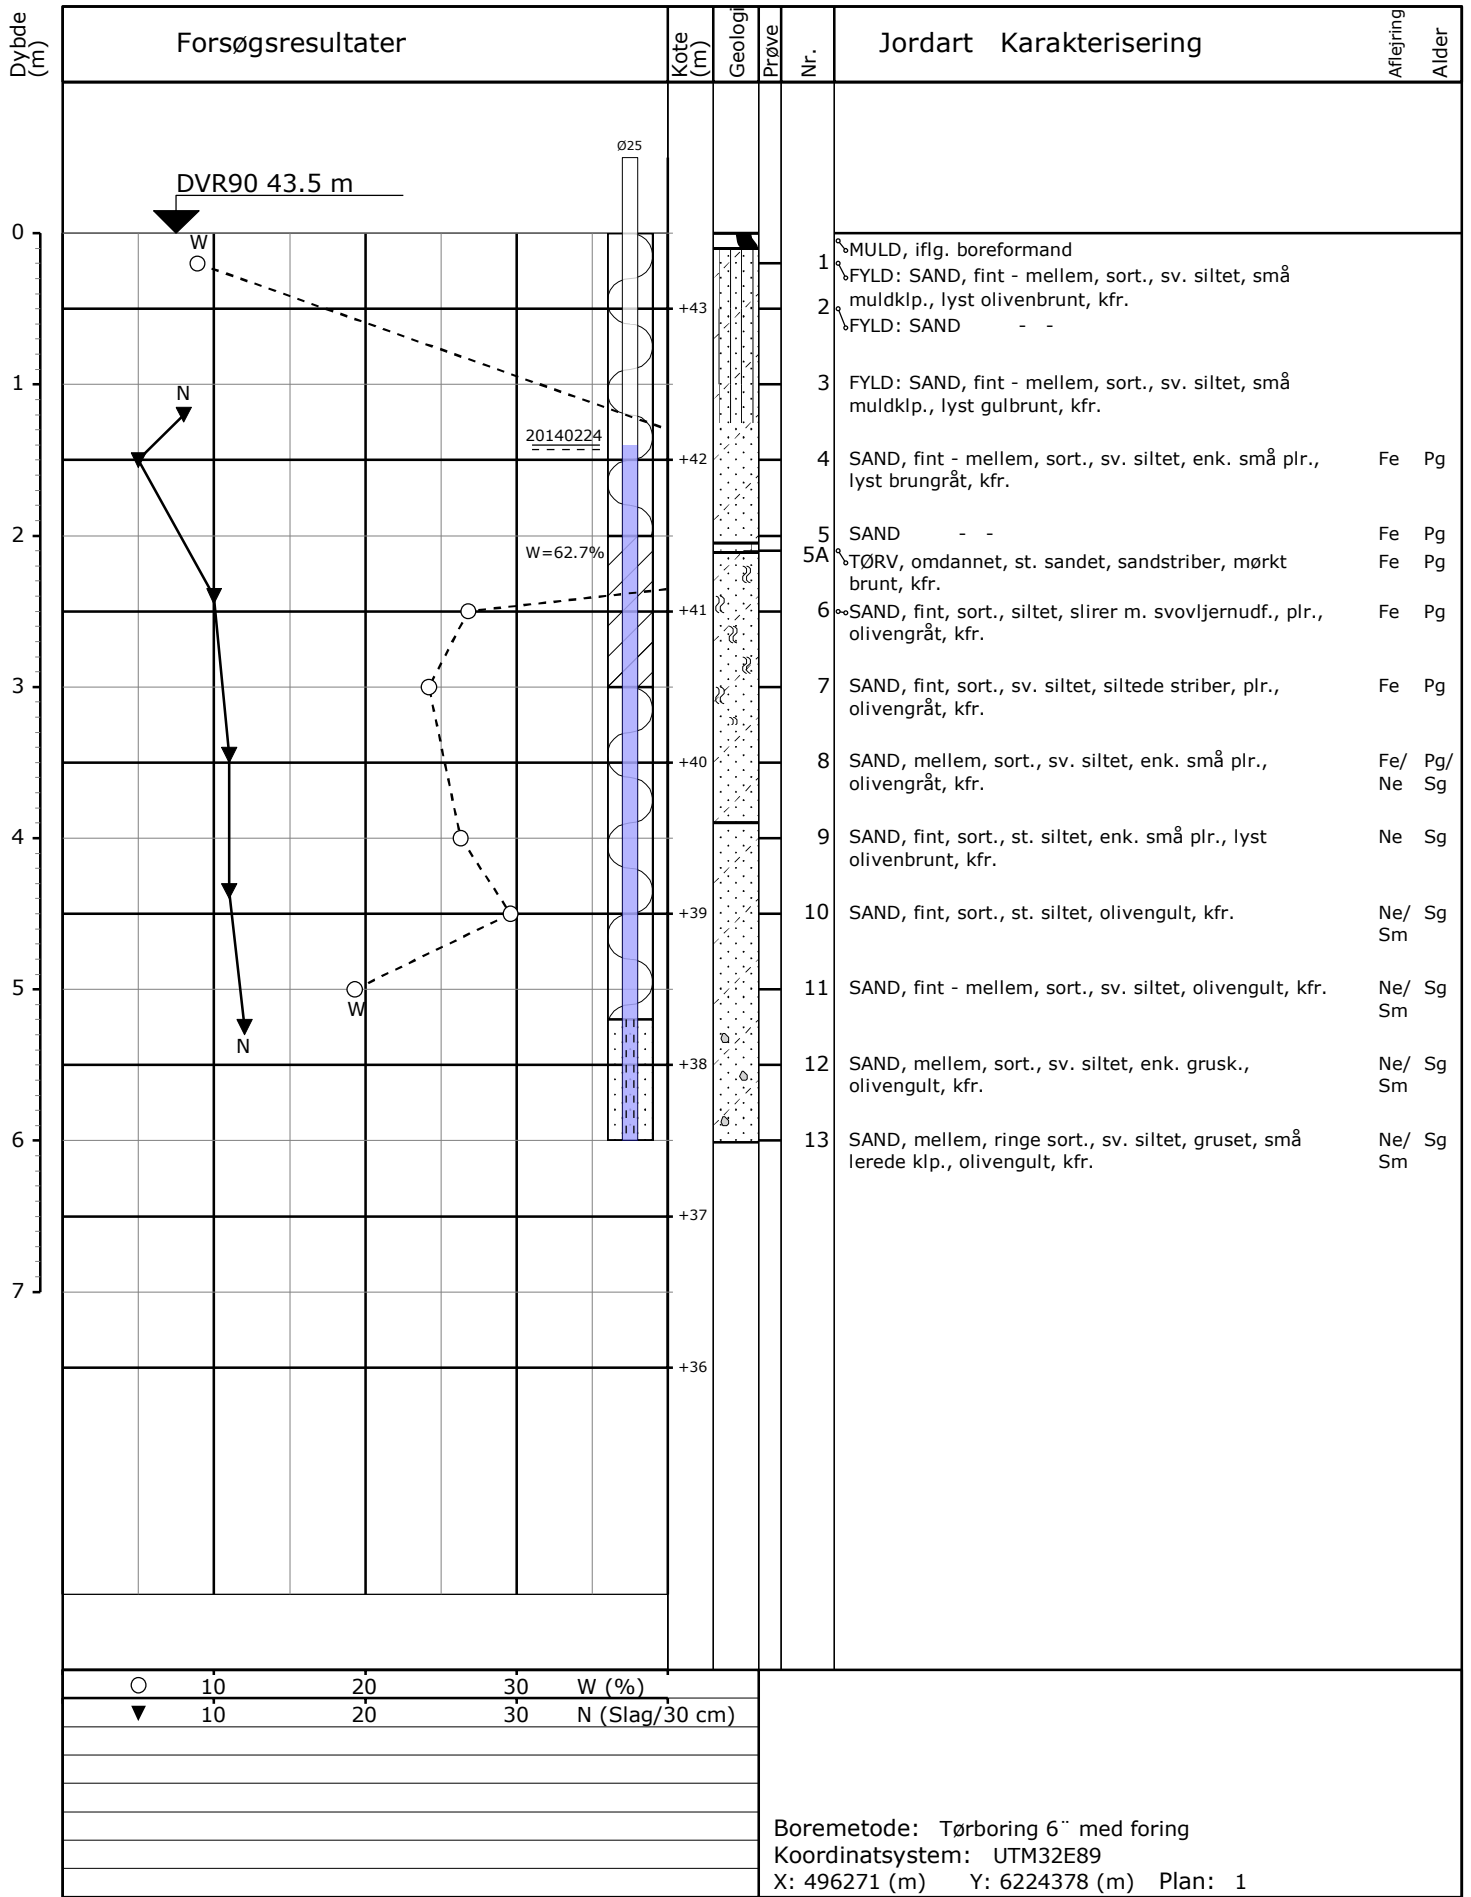 Dybde (m)
Forsøgsresultater
Kote (m)
Geologi
Prøve
Nr.
Jordart Karakterisering
Aflejring
Alder
Ø25
DVR90 43.5 m
0
W
1 MULD, iflg. boreformand
FYLD: SAND, fint - mellem, sort., sv. siltet, små
muldklp., lyst olivenbrunt, kfr.
+43
2 FYLD: SAND - -
1
N
3 FYLD: SAND, fint - mellem, sort., sv. siltet, små
muldklp., lyst gulbrunt, kfr.
20140224
+42
4 SAND, fint - mellem, sort., sv. siltet, enk. små plr., Fe Pg
lyst brungråt, kfr.
2
5 SAND - - Fe Pg
W=62.7%
5A TØRV, omdannet, st. sandet, sandstriber, mørkt Fe Pg
brunt, kfr.
+41
6 SAND, fint, sort., siltet, slirer m. svovljernudf., plr., Fe Pg
olivengråt, kfr.
3
7 SAND, fint, sort., sv. siltet, siltede striber, plr., Fe Pg
olivengråt, kfr.
+40
8 SAND, mellem, sort., sv. siltet, enk. små plr., Fe/ Pg/
olivengråt, kfr. Ne Sg
4
9 SAND, fint, sort., st. siltet, enk. små plr., lyst Ne Sg
olivenbrunt, kfr.
+39
10 SAND, fint, sort., st. siltet, olivengult, kfr. Ne/ Sg
Sm
5
W
11 SAND, fint - mellem, sort., sv. siltet, olivengult, kfr. Ne/ Sg
Sm
N
+38
12 SAND, mellem, sort., sv. siltet, enk. grusk., Ne/ Sg
olivengult, kfr. Sm
6
13 SAND, mellem, ringe sort., sv. siltet, gruset, små Ne/ Sg
lerede klp., olivengult, kfr. Sm
+37
7
+36
10 20 30 W (%)
10 20 30 N (Slag/30 cm)
Boremetode: Tørboring 6¨ med foring
Koordinatsystem: UTM32E89
X: 496271 (m) Y: 6224378 (m) Plan: 1